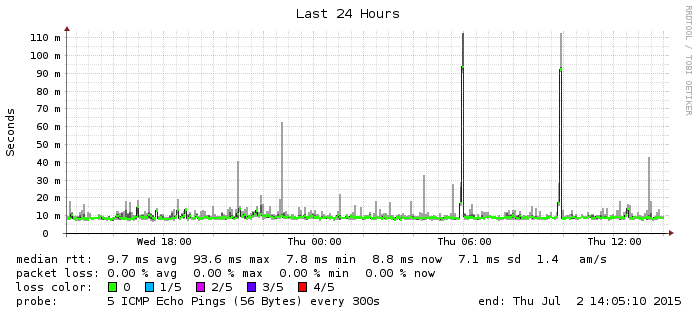 Last 24 Hours
RRDTOOL / TOBI OETIKER
Seconds
110 m
100 m
90 m
80 m
70 m
60 m
50 m
40 m
30 m
20 m
10 m
0
Wed 18:00 Thu 00:00 Thu 06:00 Thu 12:00
median rtt: 9.7 ms avg 93.6 ms max 7.8 ms min 8.8 ms now 7.1 ms sd 1.4 am/s
packet loss: 0.00 % avg 0.00 % max 0.00 % min 0.00 % now
loss color: 0 1/5 2/5 3/5 4/5
probe: 5 ICMP Echo Pings (56 Bytes) every 300s end: Thu Jul 2 14:05:10 2015